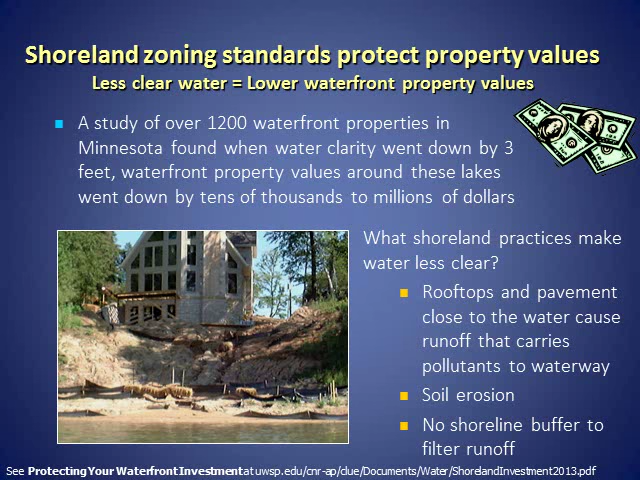 Shoreland zoning standards protect property values
Less clear water = Lower waterfront property values
A study of over 1200 waterfront properties in
Minnesota found when water clarity went down by 3
feet, waterfront property values around these lakes
went down by tens of thousands to millions of dollars
What shoreland practices make
water less clear?
Rooftops and pavement
close to the water cause
runoff that carries
pollutants to waterway
Soil erosion
No shoreline buffer to
filter runoff
See Protecting Your Waterfront Investment at uwsp.edu/cnr-ap/clue/Documents/Water/ShorelandInvestment2013.pdf